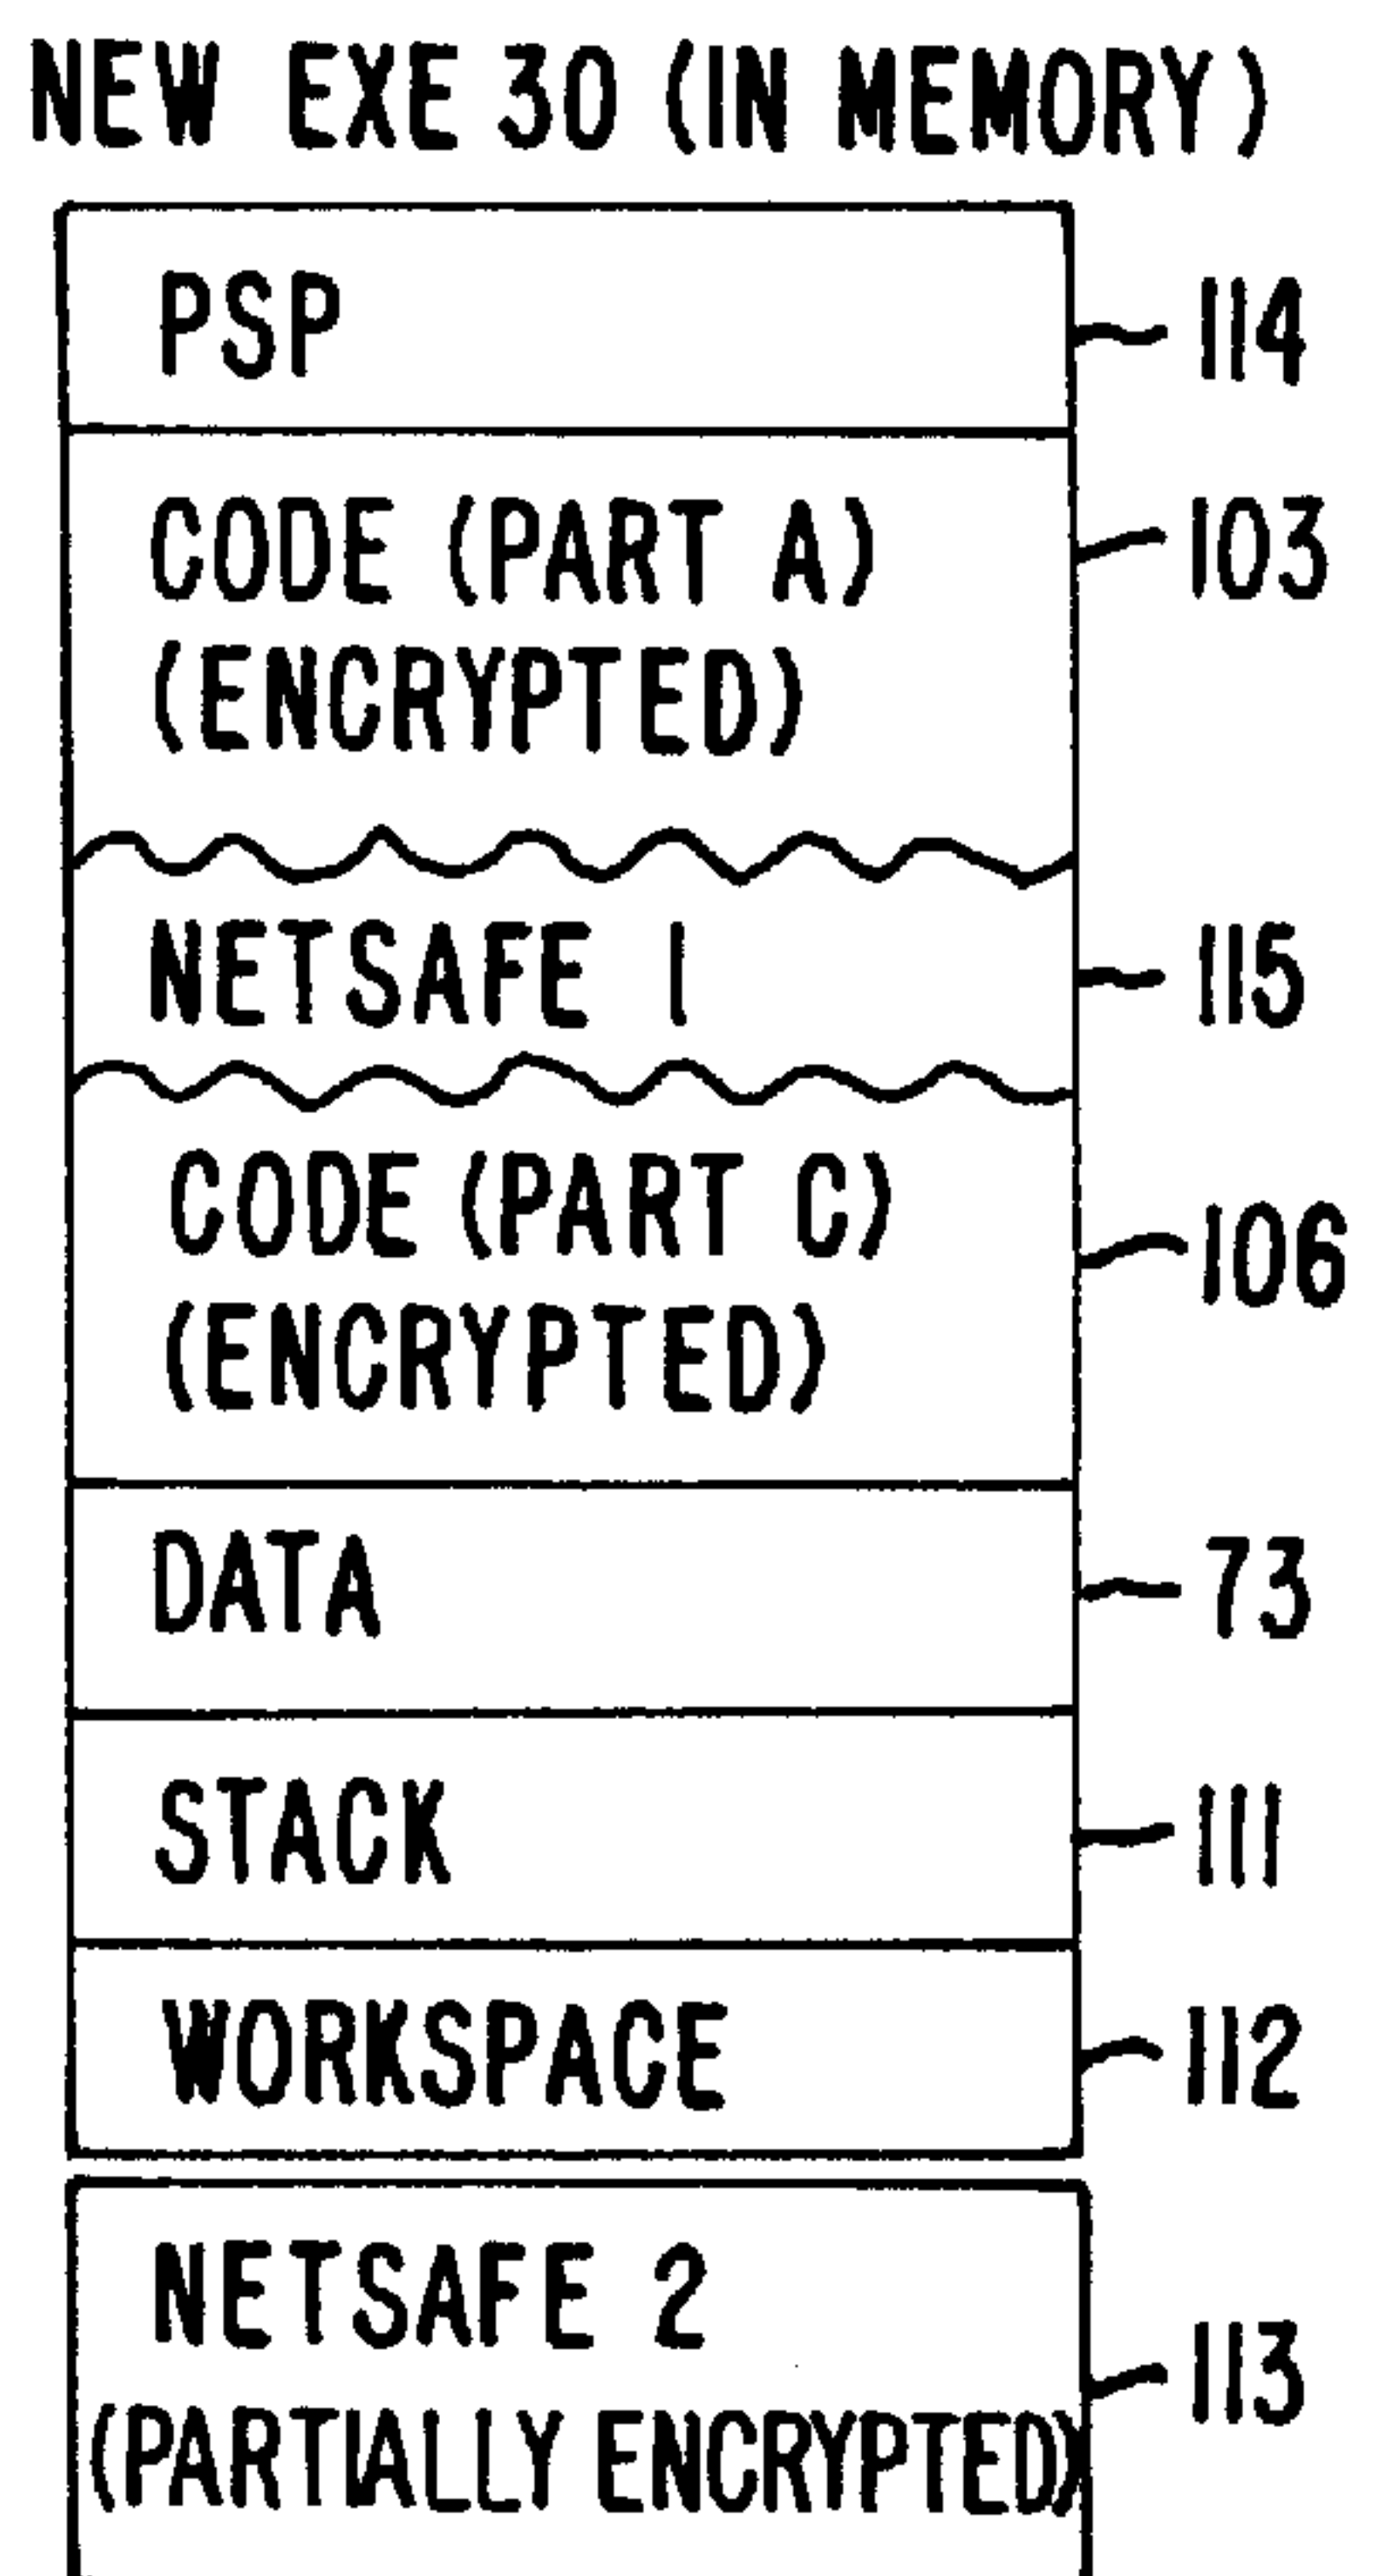 NEW EXE 30 (IN MEMORY)
PSP 114
CODE (PART A) 103
(ENCRYPTED)
NETSAFE 1 115
CODE (PART C) 106
(ENCRYPTED)
DATA 73
STACK 111
WORKSPACE 112
NETSAFE 2 113
(PARTIALLY ENCRYPTED)